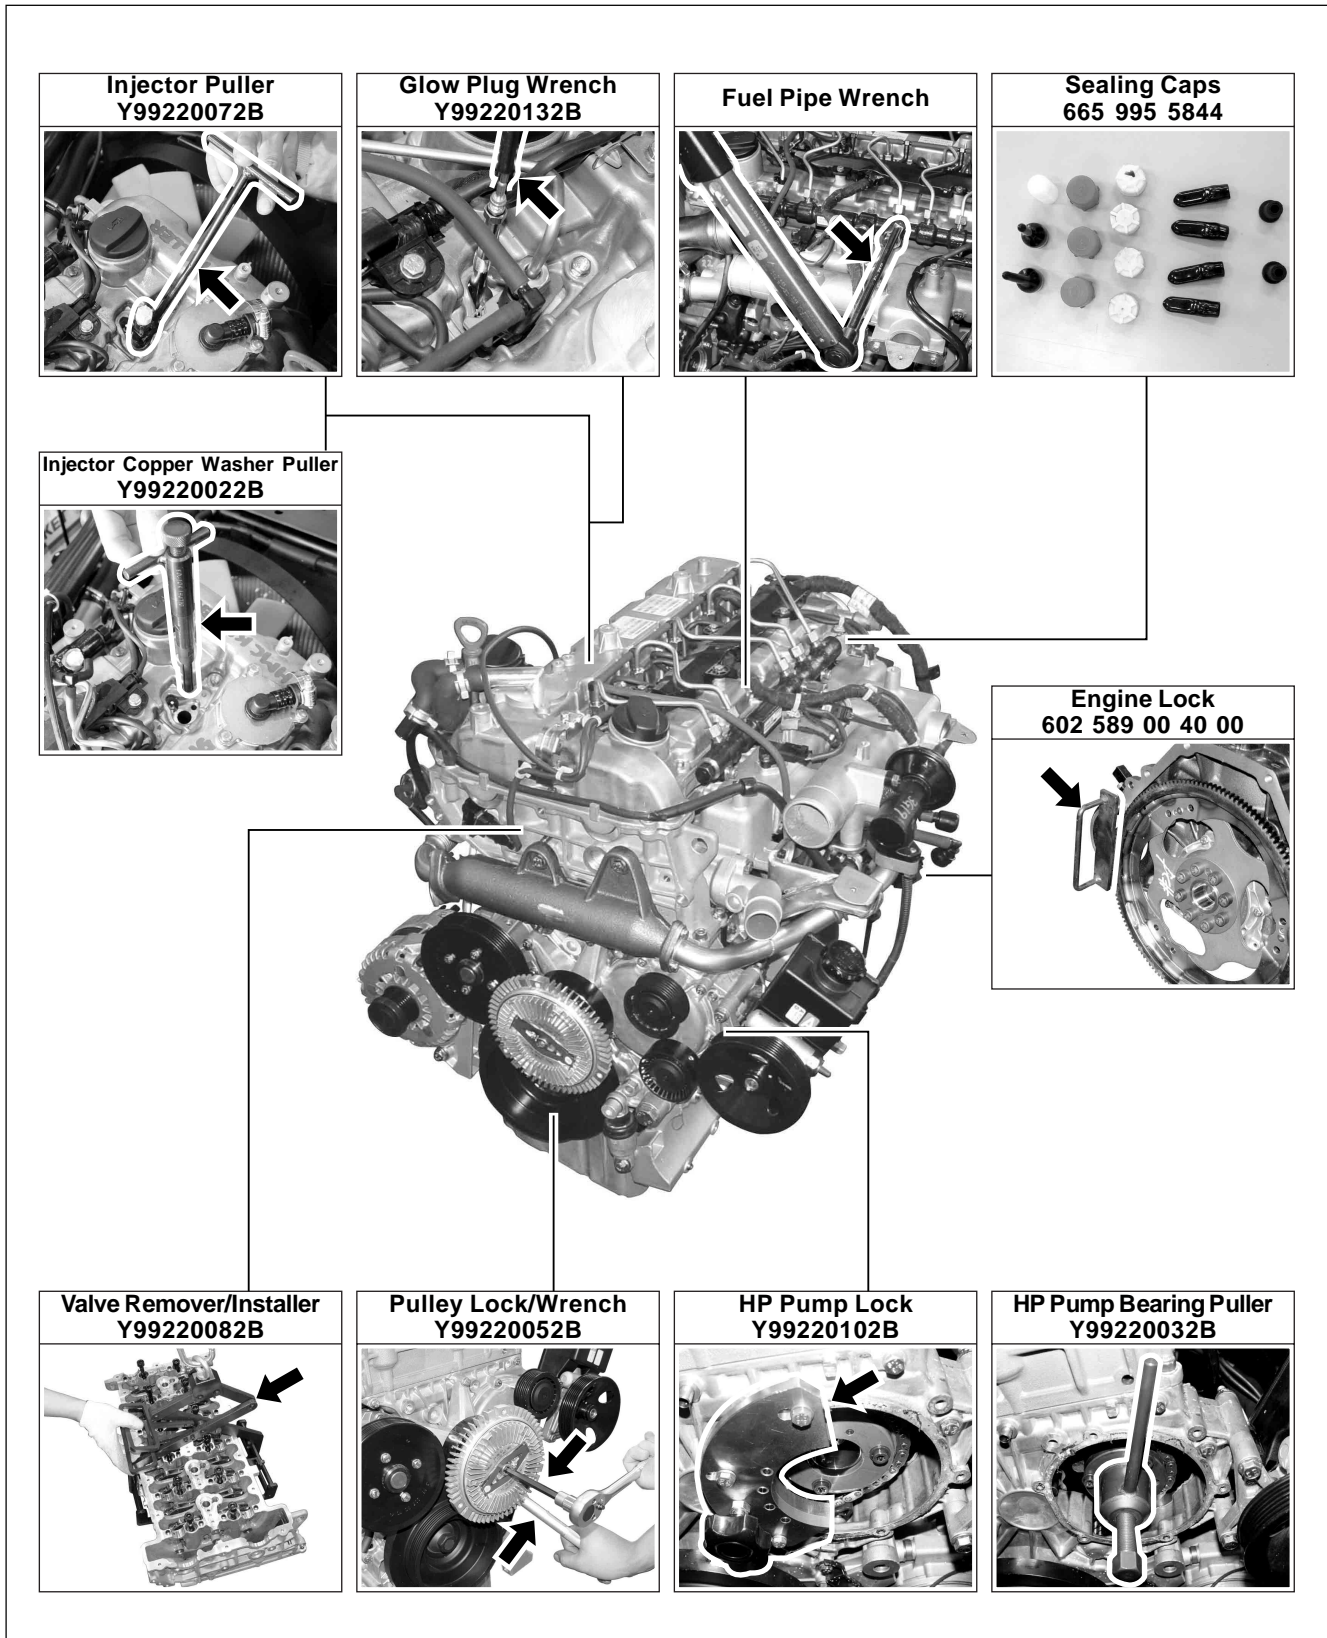 Injector Puller
Y99220072B
Glow Plug Wrench
Y99220132B
Fuel Pipe Wrench
Sealing Caps
665 995 5844
Injector Copper Washer Puller
Y99220022B
Engine Lock
602 589 00 40 00
Valve Remover/Installer
Y99220082B
Pulley Lock/Wrench
Y99220052B
HP Pump Lock
Y99220102B
HP Pump Bearing Puller
Y99220032B